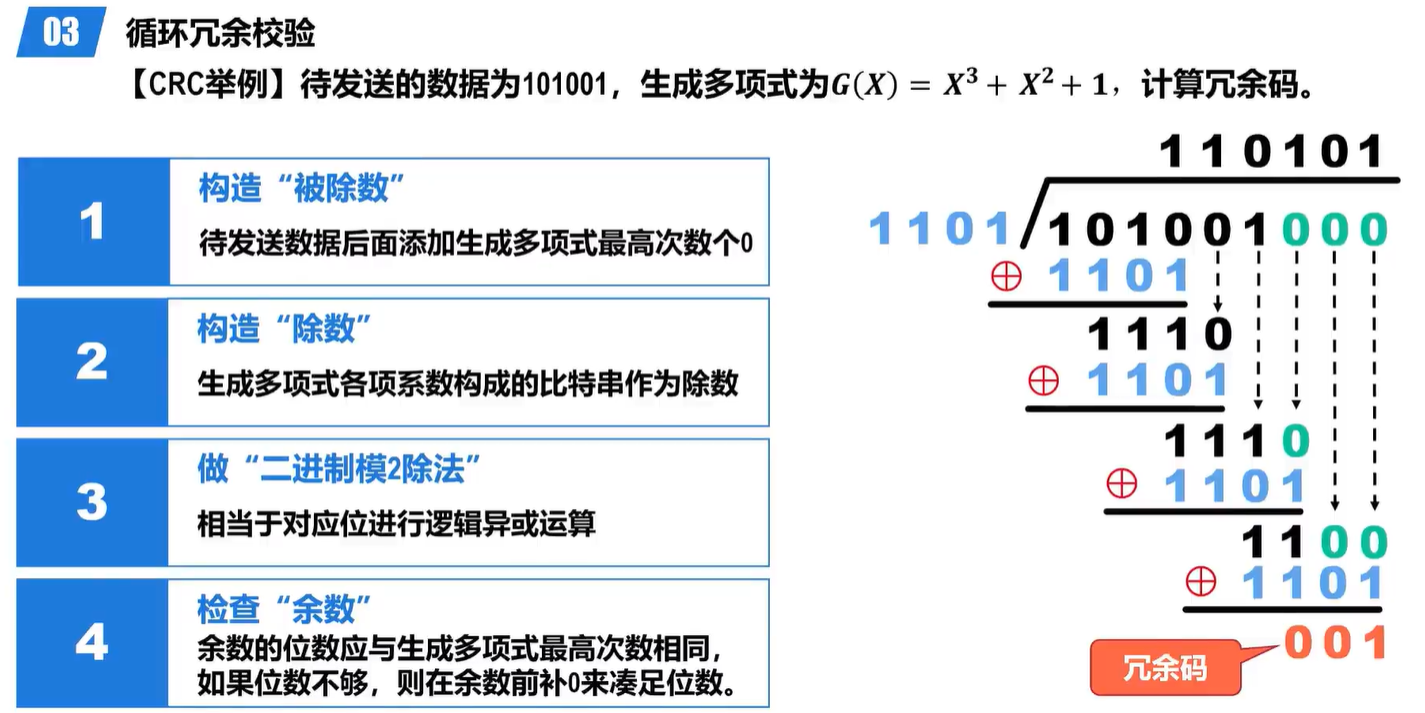 03 循环冗余校验
【CRC举例】待发送的数据为101001，生成多项式为G(X) = X³ + X² + 1，计算冗余码。
1
构造“被除数”
待发送数据后面添加生成多项式最高次数个0
2
构造“除数”
生成多项式各项系数构成的比特串作为除数
3
做“二进制模2除法”
相当于对应位进行逻辑异或运算
4
检查“余数”
余数的位数应与生成多项式最高次数相同，
如果位数不够，则在余数前补0来凑足位数。
110101
1101 101001000
⊕ 1101
1110
⊕ 1101
1110
⊕ 1101
1100
⊕ 1101
001
冗余码